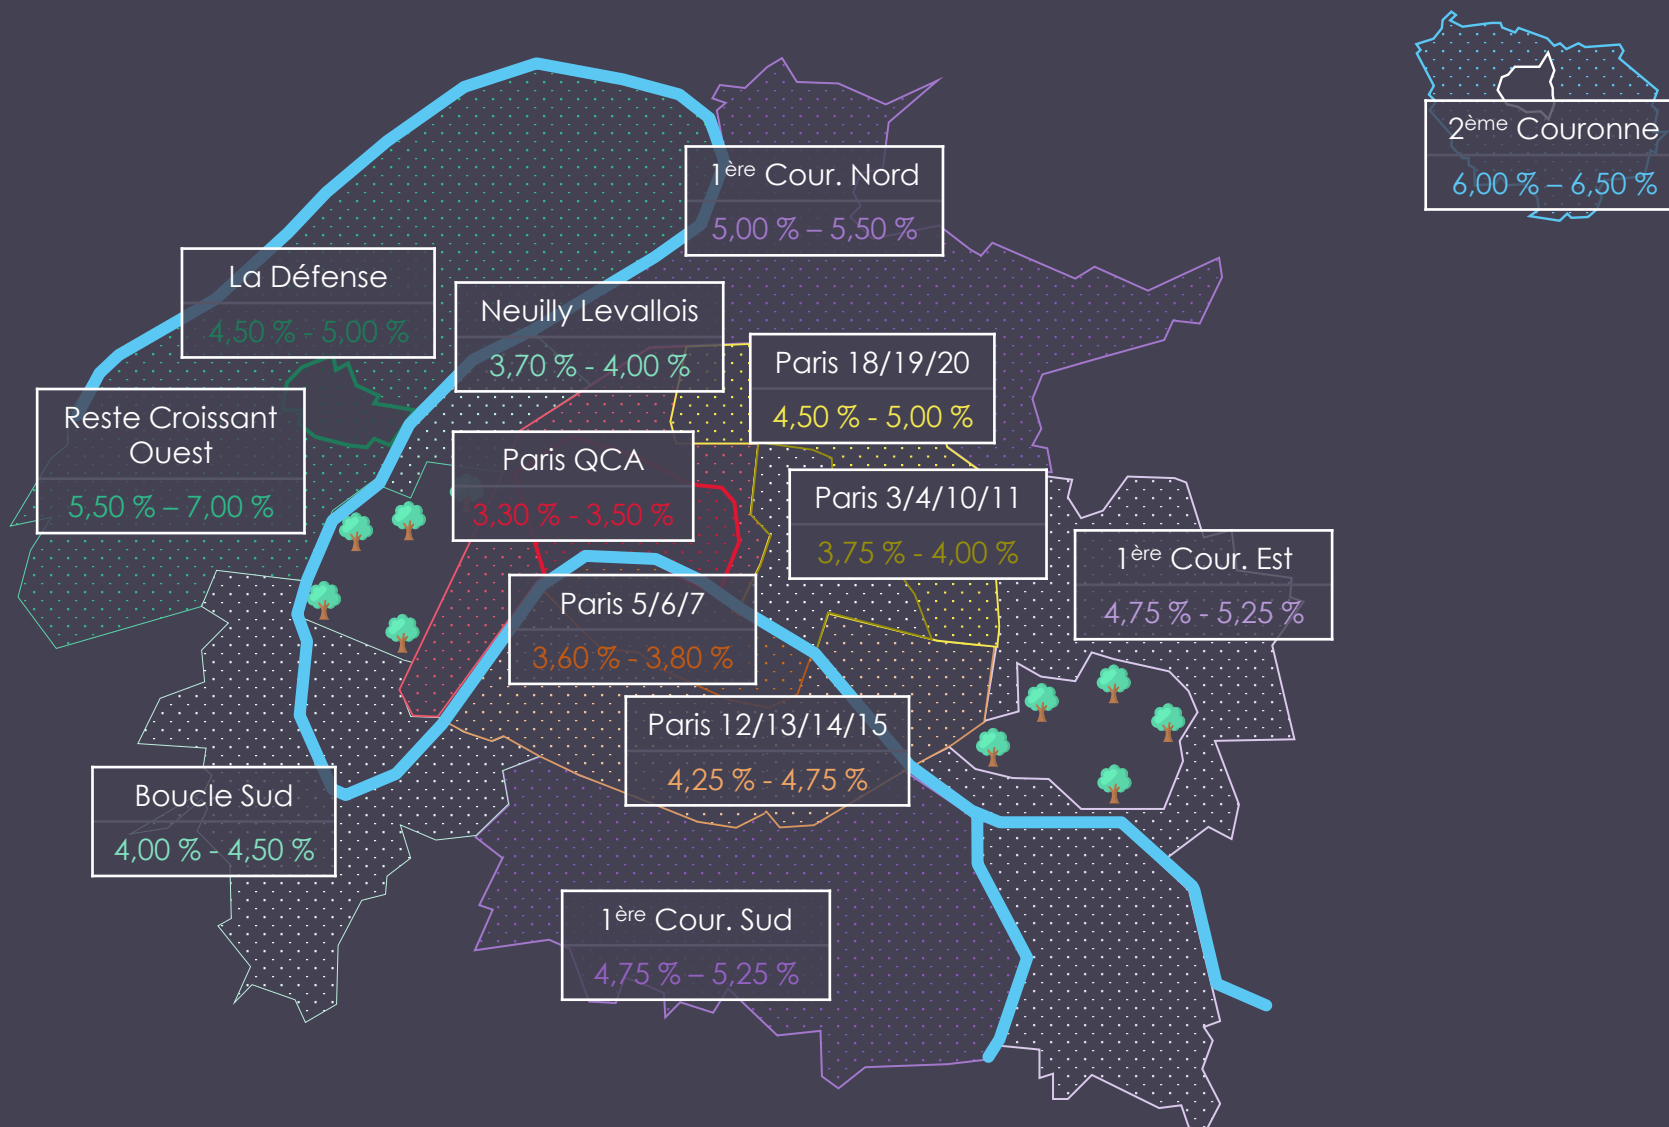 2ème Couronne
6,00 % – 6,50 %
1ère Cour. Nord
5,00 % – 5,50 %
La Défense
4,50 % - 5,00 %
Neuilly Levallois
3,70 % - 4,00 %
Paris 18/19/20
4,50 % - 5,00 %
Reste Croissant
Ouest
5,50 % – 7,00 %
Paris QCA
3,30 % - 3,50 %
Paris 3/4/10/11
3,75 % - 4,00 %
1ère Cour. Est
4,75 % - 5,25 %
Paris 5/6/7
3,60 % - 3,80 %
Paris 12/13/14/15
4,25 % - 4,75 %
Boucle Sud
4,00 % - 4,50 %
1ère Cour. Sud
4,75 % – 5,25 %